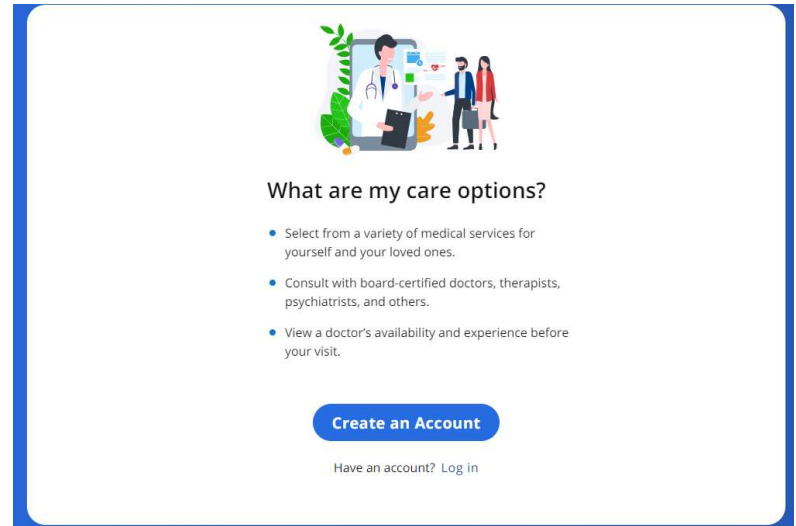 What are my care options?
Select from a variety of medical services for
yourself and your loved ones.
Consult with board-certified doctors, therapists,
psychiatrists, and others.
View a doctor's availability and experience before
your visit.
Create an Account
Have an account? Log in